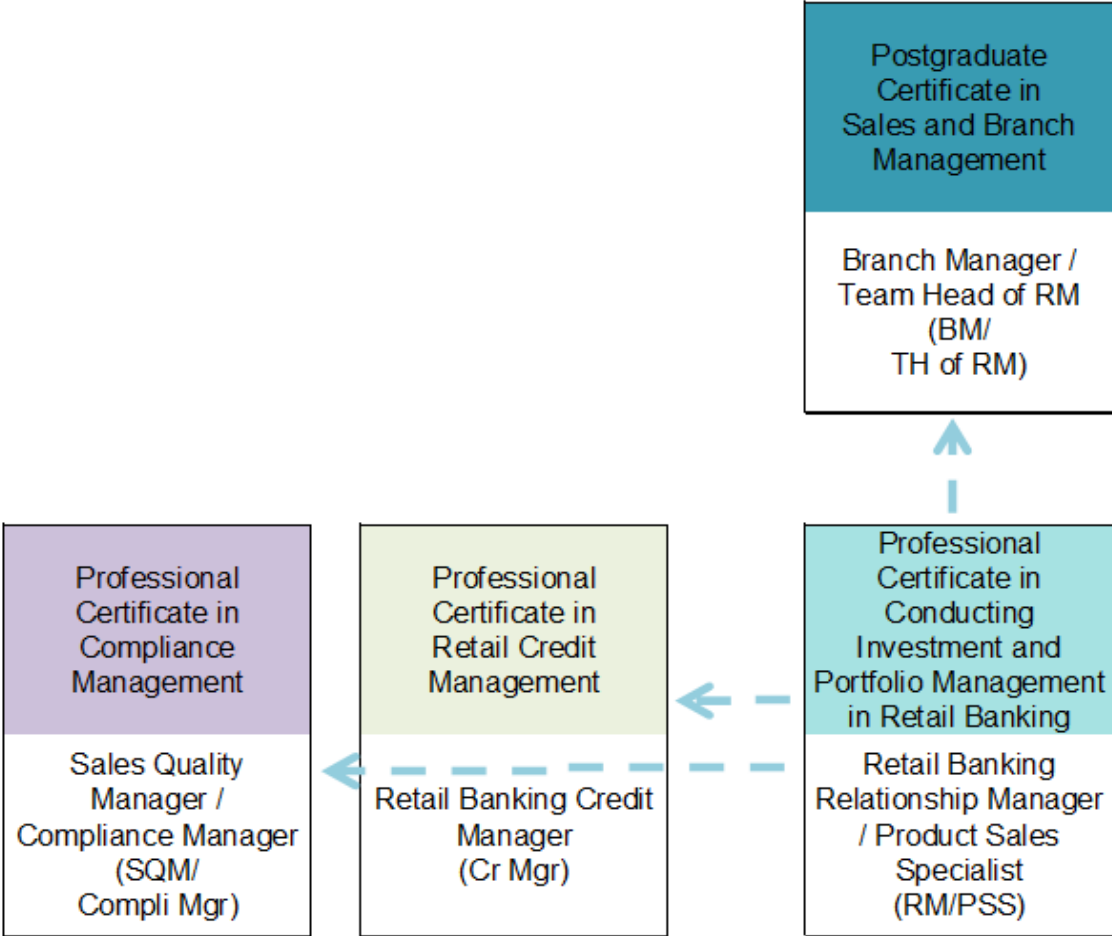 Postgraduate
Certificate in
Sales and Branch
Management
Branch Manager /
Team Head of RM
(BM/
TH of RM)
Professional
Certificate in
Compliance
Management
Sales Quality
Manager /
Compliance Manager
(SQM/
Compli Mgr)
Professional
Certificate in
Retail Credit
Management
Retail Banking Credit
Manager
(Cr Mgr)
Professional
Certificate in
Conducting
Investment and
Portfolio Management
in Retail Banking
Retail Banking
Relationship Manager
/ Product Sales
Specialist
(RM/PSS)